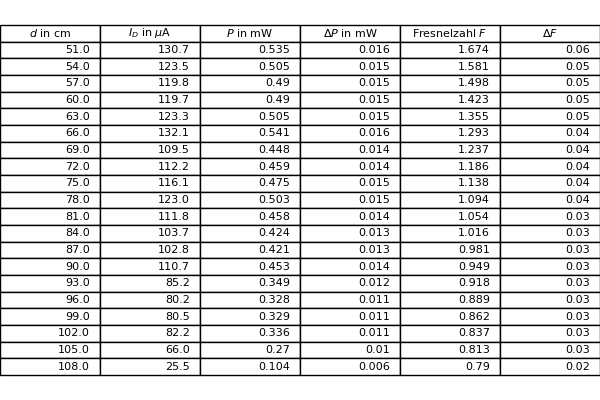 d in cm I_D in μA P in mW ΔP in mW Fresnelzahl F ΔF
51.0 130.7 0.535 0.016 1.674 0.06
54.0 123.5 0.505 0.015 1.581 0.05
57.0 119.8 0.49 0.015 1.498 0.05
60.0 119.7 0.49 0.015 1.423 0.05
63.0 123.3 0.505 0.015 1.355 0.05
66.0 132.1 0.541 0.016 1.293 0.04
69.0 109.5 0.448 0.014 1.237 0.04
72.0 112.2 0.459 0.014 1.186 0.04
75.0 116.1 0.475 0.015 1.138 0.04
78.0 123.0 0.503 0.015 1.094 0.04
81.0 111.8 0.458 0.014 1.054 0.03
84.0 103.7 0.424 0.013 1.016 0.03
87.0 102.8 0.421 0.013 0.981 0.03
90.0 110.7 0.453 0.014 0.949 0.03
93.0 85.2 0.349 0.012 0.918 0.03
96.0 80.2 0.328 0.011 0.889 0.03
99.0 80.5 0.329 0.011 0.862 0.03
102.0 82.2 0.336 0.011 0.837 0.03
105.0 66.0 0.27 0.01 0.813 0.03
108.0 25.5 0.104 0.006 0.79 0.02